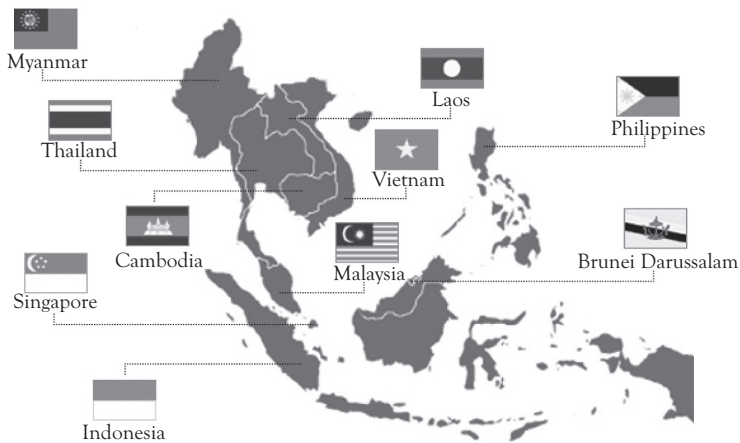 Myanmar
Laos
Philippines
Thailand
Vietnam
Cambodia
Malaysia
Brunei Darussalam
Singapore
Indonesia